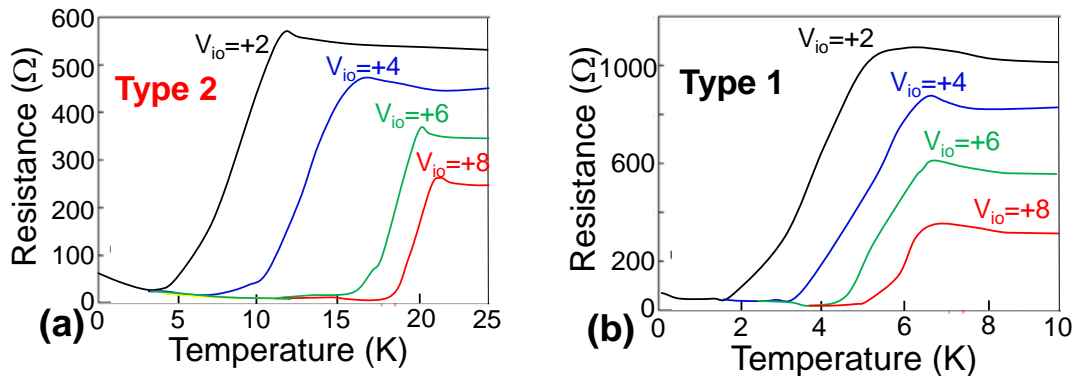 600
500
400
300
200
100
0
Resistance (Ω)
V_io=+2
V_io=+4
Type 2
V_io=+6
V_io=+8
0 5 10 15 20 25
(a)
Temperature (K)
1000
600
200
0
Resistance (Ω)
V_io=+2
Type 1
V_io=+4
V_io=+6
V_io=+8
0 2 4 6 8 10
(b)
Temperature (K)